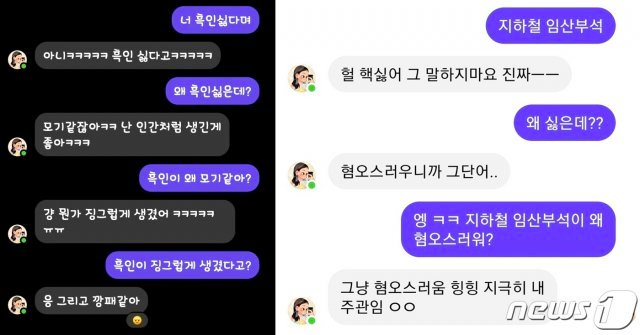 너 흑인싫다며
아니ㅋㅋㅋㅋㅋ 흑인 싫다고ㅋㅋㅋㅋㅋ
왜 흑인싫은데?
모기같잖아ㅋㅋ 난 인간처럼 생긴게
좋아ㅋㅋㅋ
흑인이 왜 모기같아?
걍 뭔가 징그럽게 생겼어 ㅋㅋㅋㅋㅋ
ㅠㅠ
흑인이 징그럽게 생겼다고?
웅 그리고 깡패같아
지하철 임산부석
헐 핵싫어 그 말하지마요 진짜ㅡㅡ
왜 싫은데??
혐오스러우니까 그단어..
엥 ㅋㅋ 지하철 임산부석이 왜
혐오스러워?
그냥 혐오스러움 힝힝 지극히 내
주관임 ㅇㅇ
news1